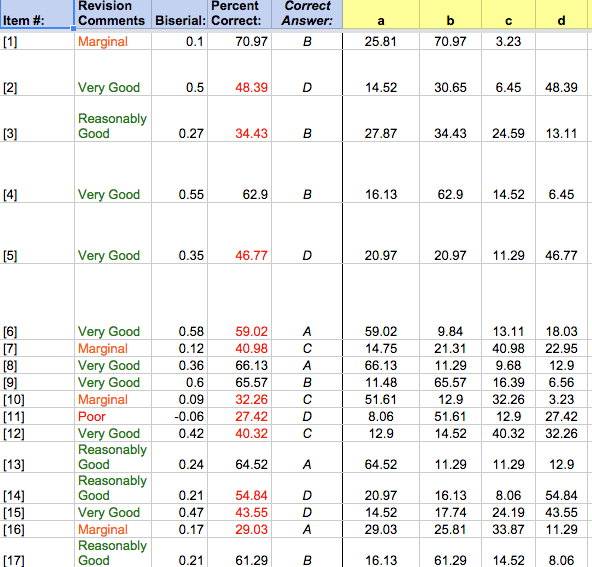 Item #: Revision Comments Biserial: Percent Correct: Correct Answer: a b c d
[1] Marginal 0.1 70.97 B 25.81 70.97 3.23
[2] Very Good 0.5 48.39 D 14.52 30.65 6.45 48.39
[3] Reasonably Good 0.27 34.43 B 27.87 34.43 24.59 13.11
[4] Very Good 0.55 62.9 B 16.13 62.9 14.52 6.45
[5] Very Good 0.35 46.77 D 20.97 20.97 11.29 46.77
[6] Very Good 0.58 59.02 A 59.02 9.84 13.11 18.03
[7] Marginal 0.12 40.98 C 14.75 21.31 40.98 22.95
[8] Very Good 0.36 66.13 A 66.13 11.29 9.68 12.9
[9] Very Good 0.6 65.57 B 11.48 65.57 16.39 6.56
[10] Marginal 0.09 32.26 C 51.61 12.9 32.26 3.23
[11] Poor -0.06 27.42 D 8.06 51.61 12.9 27.42
[12] Very Good 0.42 40.32 C 12.9 14.52 40.32 32.26
[13] Reasonably Good 0.24 64.52 A 64.52 11.29 11.29 12.9
[14] Reasonably Good 0.21 54.84 D 20.97 16.13 8.06 54.84
[15] Very Good 0.47 43.55 D 14.52 17.74 24.19 43.55
[16] Marginal 0.17 29.03 A 29.03 25.81 33.87 11.29
[17] Reasonably Good 0.21 61.29 B 16.13 61.29 14.52 8.06